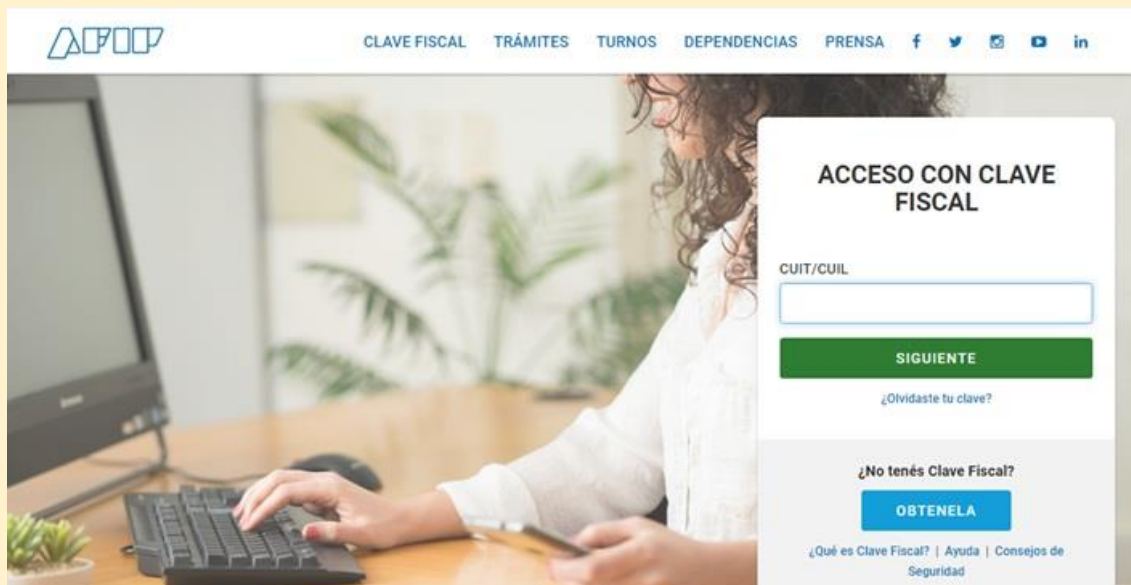 AFIP
CLAVE FISCAL TRÁMITES TURNOS DEPENDENCIAS PRENSA
ACCESO CON CLAVE
FISCAL
CUIT/CUIL
SIGUIENTE
¿Olvidaste tu clave?
¿No tenés Clave Fiscal?
OBTENELA
¿Qué es Clave Fiscal? | Ayuda | Consejos de
Seguridad